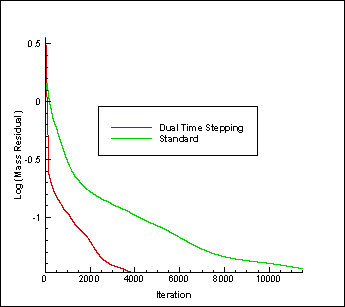 0.5
0
-0.5
-1
Log (Mass Residual)
Dual Time Stepping
Standard
0 2000 4000 6000 8000 10000
Iteration